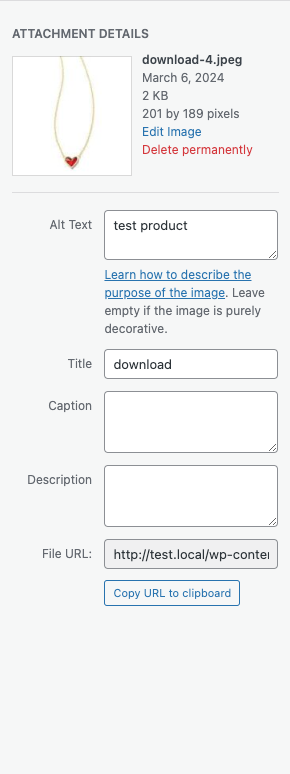 ATTACHMENT DETAILS
download-4.jpeg
March 6, 2024
2 KB
201 by 189 pixels
Edit Image
Delete permanently
Alt Text
test product
Learn how to describe the
purpose of the image. Leave
empty if the image is purely
decorative.
Title
download
Caption
Description
File URL:
http://test.local/wp-conte
Copy URL to clipboard